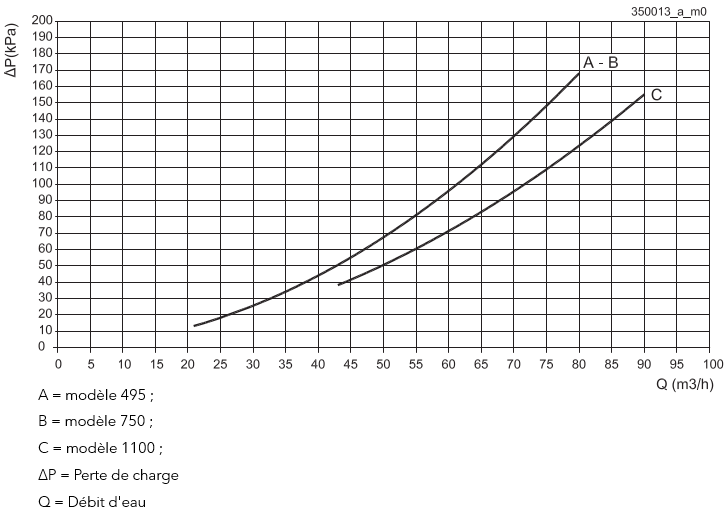 350013_a_m0
ΔP(kPa)
200
190
180
170
160
150
140
130
120
110
100
90
80
70
60
50
40
30
20
10
0
A - B
C
0 5 10 15 20 25 30 35 40 45 50 55 60 65 70 75 80 85 90 95 100
Q (m3/h)
A = modèle 495 ;
B = modèle 750 ;
C = modèle 1100 ;
ΔP = Perte de charge
Q = Débit d'eau